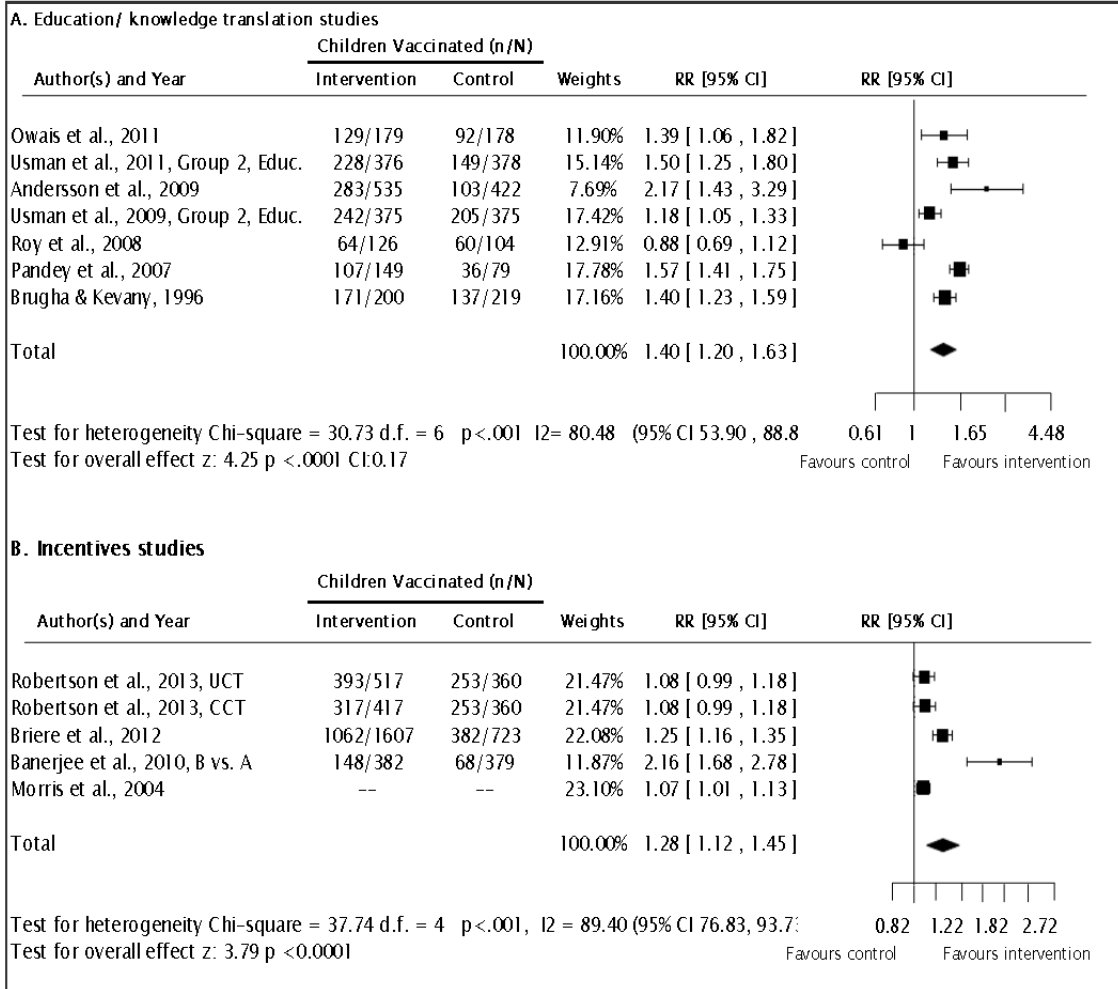 A. Education/ knowledge translation studies
Children Vaccinated (n/N)
Author(s) and Year Intervention Control Weights RR [95% CI] RR [95% CI]
Owais et al., 2011 129/179 92/178 11.90% 1.39 [ 1.06 , 1.82 ]
Usman et al., 2011, Group 2, Educ. 228/376 149/378 15.14% 1.50 [ 1.25 , 1.80 ]
Andersson et al., 2009 283/535 103/422 7.69% 2.17 [ 1.43 , 3.29 ]
Usman et al., 2009, Group 2, Educ. 242/375 205/375 17.42% 1.18 [ 1.05 , 1.33 ]
Roy et al., 2008 64/126 60/104 12.91% 0.88 [ 0.69 , 1.12 ]
Pandey et al., 2007 107/149 36/79 17.78% 1.57 [ 1.41 , 1.75 ]
Brugha & Kevany, 1996 171/200 137/219 17.16% 1.40 [ 1.23 , 1.59 ]
Total 100.00% 1.40 [ 1.20 , 1.63 ]
Test for heterogeneity Chi-square = 30.73 d.f. = 6 p<.001 I2= 80.48 (95% CI 53.90 , 88.8 0.61 1 1.65 4.48
Test for overall effect z: 4.25 p <.0001 CI:0.17 Favours control Favours intervention
B. Incentives studies
Children Vaccinated (n/N)
Author(s) and Year Intervention Control Weights RR [95% CI] RR [95% CI]
Robertson et al., 2013, UCT 393/517 253/360 21.47% 1.08 [ 0.99 , 1.18 ]
Robertson et al., 2013, CCT 317/417 253/360 21.47% 1.08 [ 0.99 , 1.18 ]
Briere et al., 2012 1062/1607 382/723 22.08% 1.25 [ 1.16 , 1.35 ]
Banerjee et al., 2010, B vs. A 148/382 68/379 11.87% 2.16 [ 1.68 , 2.78 ]
Morris et al., 2004 -- -- 23.10% 1.07 [ 1.01 , 1.13 ]
Total 100.00% 1.28 [ 1.12 , 1.45 ]
Test for heterogeneity Chi-square = 37.74 d.f. = 4 p<.001, I2 = 89.40 (95% CI 76.83, 93.7 0.82 1.22 1.82 2.72
Test for overall effect z: 3.79 p <0.0001 Favours control Favours intervention